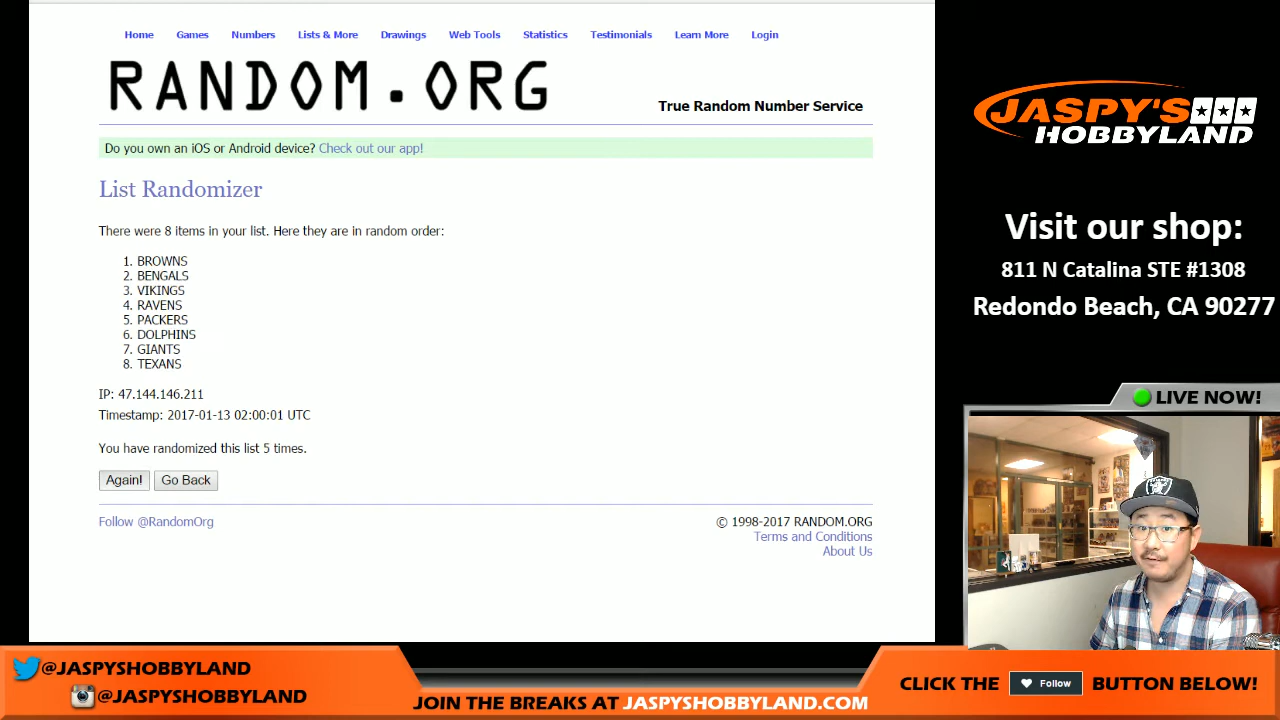 Home Games Numbers Lists & More Drawings Web Tools Statistics Testimonials Learn More Login
RANDOM.ORG
True Random Number Service
Do you own an iOS or Android device? Check out our app!
List Randomizer
There were 8 items in your list. Here they are in random order:
1. BROWNS
2. BENGALS
3. VIKINGS
4. RAVENS
5. PACKERS
6. DOLPHINS
7. GIANTS
8. TEXANS
IP: 47.144.146.211
Timestamp: 2017-01-13 02:00:01 UTC
You have randomized this list 5 times.
Again! Go Back
Follow @RandomOrg
© 1998-2017 RANDOM.ORG
Terms and Conditions
About Us
JASPY'S
HOBBYLAND
Visit our shop:
811 N Catalina STE #1308
Redondo Beach, CA 90277
LIVE NOW!
@JASPYSHOBBYLAND
@JASPYSHOBBYLAND
JOIN THE BREAKS AT JASPYSHOBBYLAND.COM
CLICK THE Follow BUTTON BELOW!